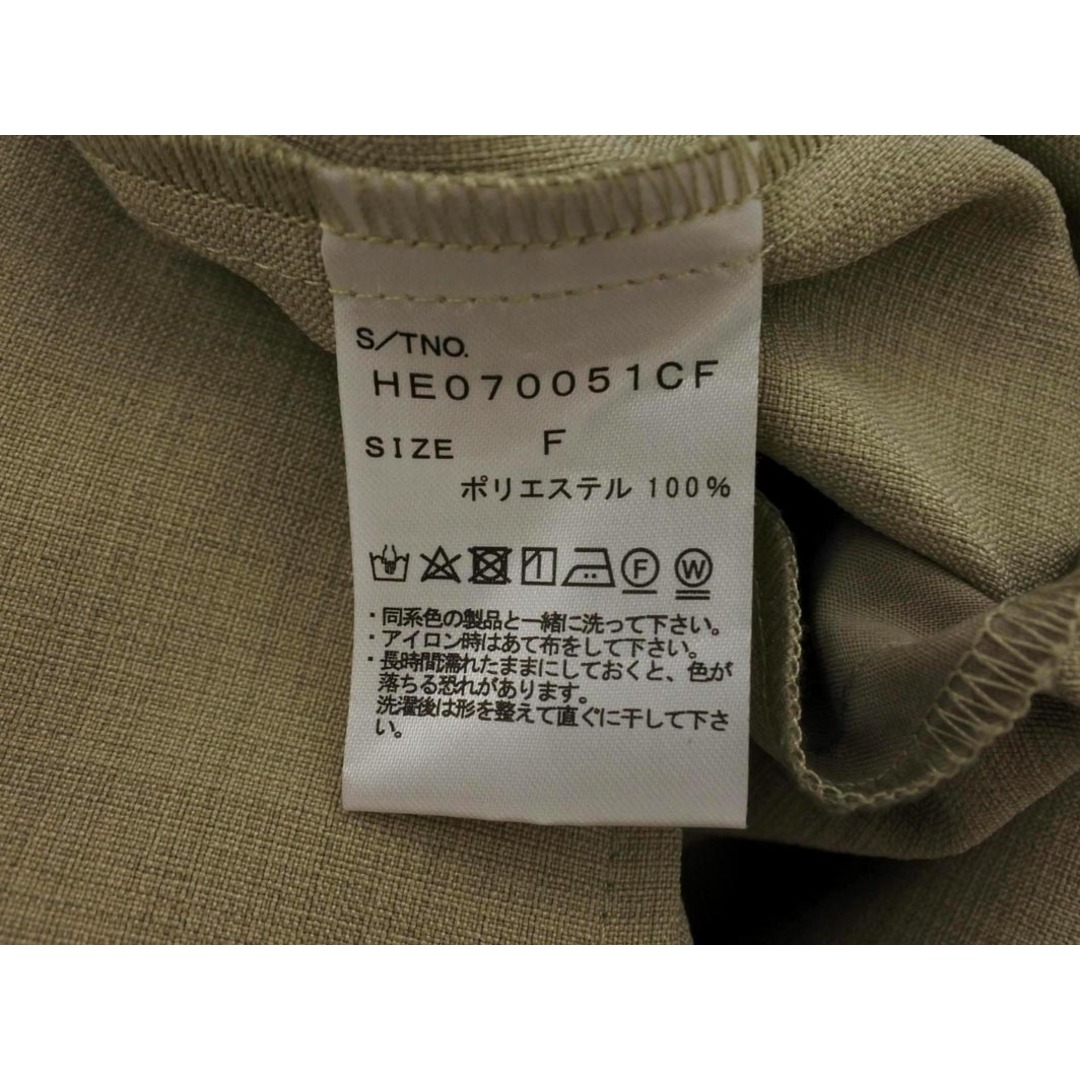 S/TNO.
HE070051CF
SIZE F
ポリエステル 100%
F W
・同系色の製品と一緒に洗って下さい。
・アイロン時はあて布をして下さい。
・長時間濡れたままにしておくと、色が
落ちる恐れがあります。
洗濯後は形を整えて直ぐに干して下さ
い。